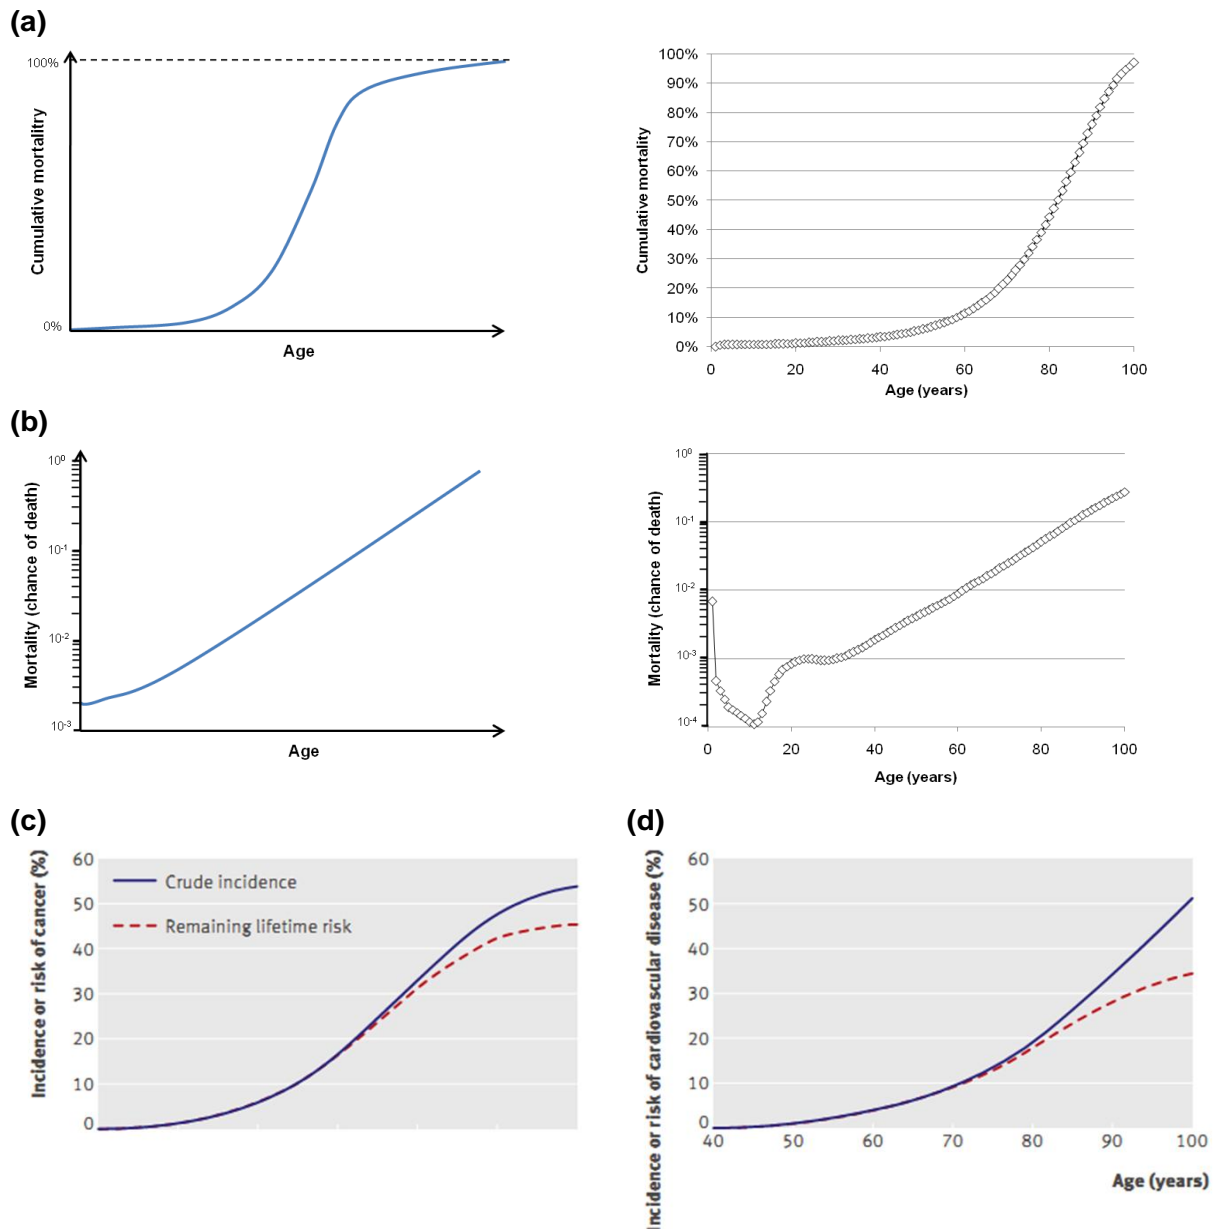 (a)
100%
0%
Cumulative mortalitry
Age
100%
90%
80%
70%
60%
50%
40%
30%
20%
10%
0%
Cumulative mortality
0 20 40 60 80 100
Age (years)
(b)
10⁰
10⁻¹
10⁻²
10⁻³
Mortality (chance of death)
Age
10⁰
10⁻¹
10⁻²
10⁻³
10⁻⁴
Mortality (chance of death)
0 20 40 60 80 100
Age (years)
(c)
Incidence or risk of cancer (%)
60
50
40
30
20
10
0
Crude incidence
Remaining lifetime risk
(d)
Incidence or risk of cardiovascular disease (%)
60
50
40
30
20
10
0
40 50 60 70 80 90 100
Age (years)